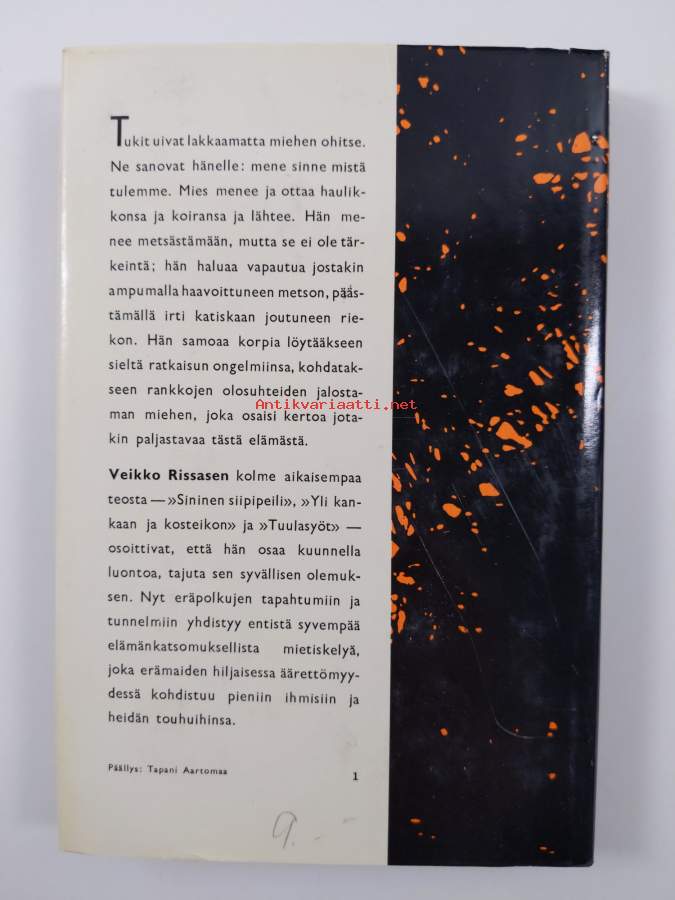 Tukit uivat lakkaamatta miehen ohitse.
Ne sanovat hänelle: mene sinne mistä
tulemme. Mies menee ja ottaa haulik-
konsa ja koiransa ja lähtee. Hän me-
nee metsästämään, mutta se ei ole tär-
keintä; hän haluaa vapautua jostakin
ampumalla haavoittuneen metson, pääs-
tämällä irti katiskaan joutuneen rie-
kon. Hän samoaa korpia löytääkseen
sieltä ratkaisun ongelmiinsa, kohdatak-
seen rankkojen olosuhteiden jalosta-
Antikvariaatti.net
man miehen, joka osaisi kertoa jota-
kin paljastavaa tästä elämästä.
Veikko Rissasen kolme aikaisempaa
teosta —»Sininen siipipeili», »Yli kan-
kaan ja kosteikon» ja »Tuulasyöt» —
osoittivat, että hän osaa kuunnella
luontoa, tajuta sen syvällisen olemuk-
sen. Nyt eräpolkujen tapahtumiin ja
tunnelmiin yhdistyy entistä syvempää
elämänkatsomuksellista mietiskelyä,
joka erämaiden hiljaisessa äärettömyy-
dessä kohdistuu pieniin ihmisiin ja
heidän touhuihinsa.
Päällys: Tapani Aartomaa
1
9.–